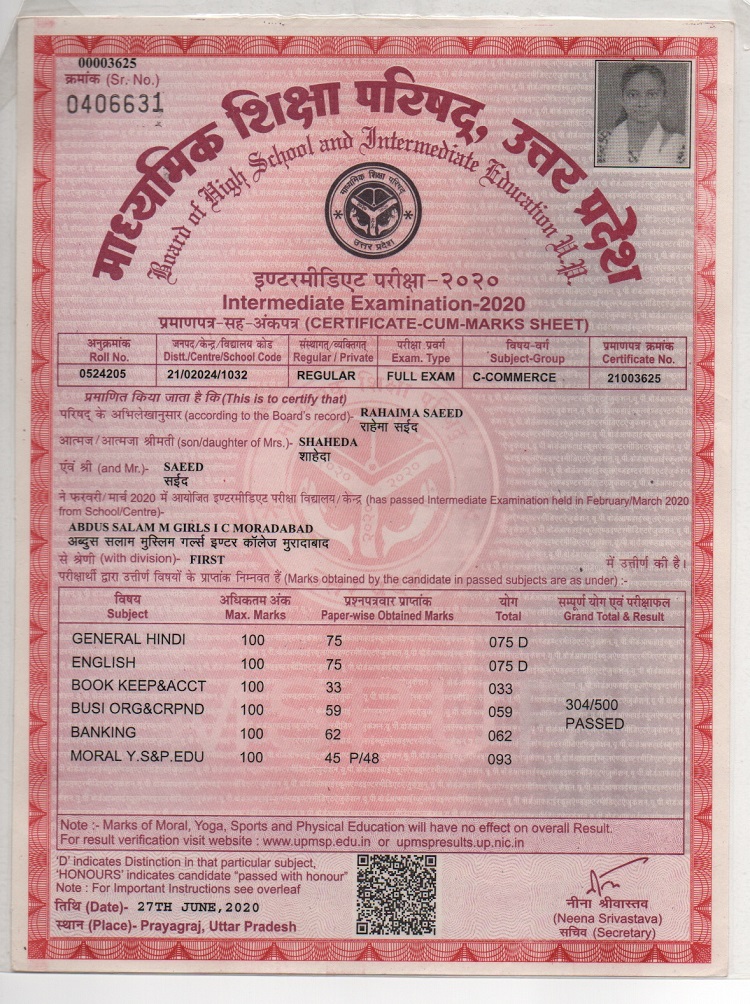 00003625
क्रमांक (Sr. No.)
0406631
माध्यमिक शिक्षा परिषद्, उत्तर प्रदेश
Board of High School and Intermediate Education U.P.
माध्यमिक शिक्षा परिषद्
उत्तर प्रदेश
इण्टरमीडिएट परीक्षा-२०२०
Intermediate Examination-2020
प्रमाणपत्र-सह-अंकपत्र (CERTIFICATE-CUM-MARKS SHEET)
अनुक्रमांक जनपद/केन्द्र/विद्यालय कोड संस्थागत्/व्यक्तिगत् परीक्षा प्रवर्ग विषय-वर्ग प्रमाणपत्र क्रमांक
Roll No. Distt./Centre/School Code Regular / Private Exam. Type Subject-Group Certificate No.
0524205 21/02024/1032 REGULAR FULL EXAM C-COMMERCE 21003625
प्रमाणित किया जाता है कि (This is to certify that)
परिषद् के अभिलेखानुसार (according to the Board's record)- RAHAIMA SAEED
राहेमा सईद
आत्मज/आत्मजा श्रीमती (son/daughter of Mrs.)- SHAHEDA
शाहेदा
एंवं श्री (and Mr.)- SAEED
सईद
ने फरवरी/मार्च 2020 में आयोजित इण्टरमीडिएट परीक्षा विद्यालय/केन्द्र (has passed Intermediate Examination held in February/March 2020
from School/Centre)-
ABDUS SALAM M GIRLS I C MORADABAD
अब्दुस सलाम मुस्लिम गर्ल्स इण्टर कॉलेज मुरादाबाद
से श्रेणी (with division)- FIRST में उत्तीर्ण की है।
परीक्षार्थी द्वारा उत्तीर्ण विषयों के प्राप्तांक निम्नवत हैं (Marks obtained by the candidate in passed subjects are as under) :-
विषय अधिकतम अंक प्रश्नपत्रवार प्राप्तांक योग सम्पूर्ण योग एवं परीक्षाफल
Subject Max. Marks Paper-wise Obtained Marks Total Grand Total & Result
GENERAL HINDI 100 75 075 D
ENGLISH 100 75 075 D
BOOK KEEP&ACCT 100 33 033
BUSI ORG&CRPND 100 59 059 304/500
PASSED
BANKING 100 62 062
MORAL Y.S&P.EDU 100 45 P/48 093
Note :- Marks of Moral, Yoga, Sports and Physical Education will have no effect on overall Result.
For result verification visit website : www.upmsp.edu.in or upmspresults.up.nic.in
'D' indicates Distinction in that particular subject,
'HONOURS' indicates candidate "passed with honour"
Note : For Important Instructions see overleaf
तिथि (Date)- 27TH JUNE,2020
स्थान (Place)- Prayagraj, Uttar Pradesh
नीना श्रीवास्तव
(Neena Srivastava)
सचिव (Secretary)